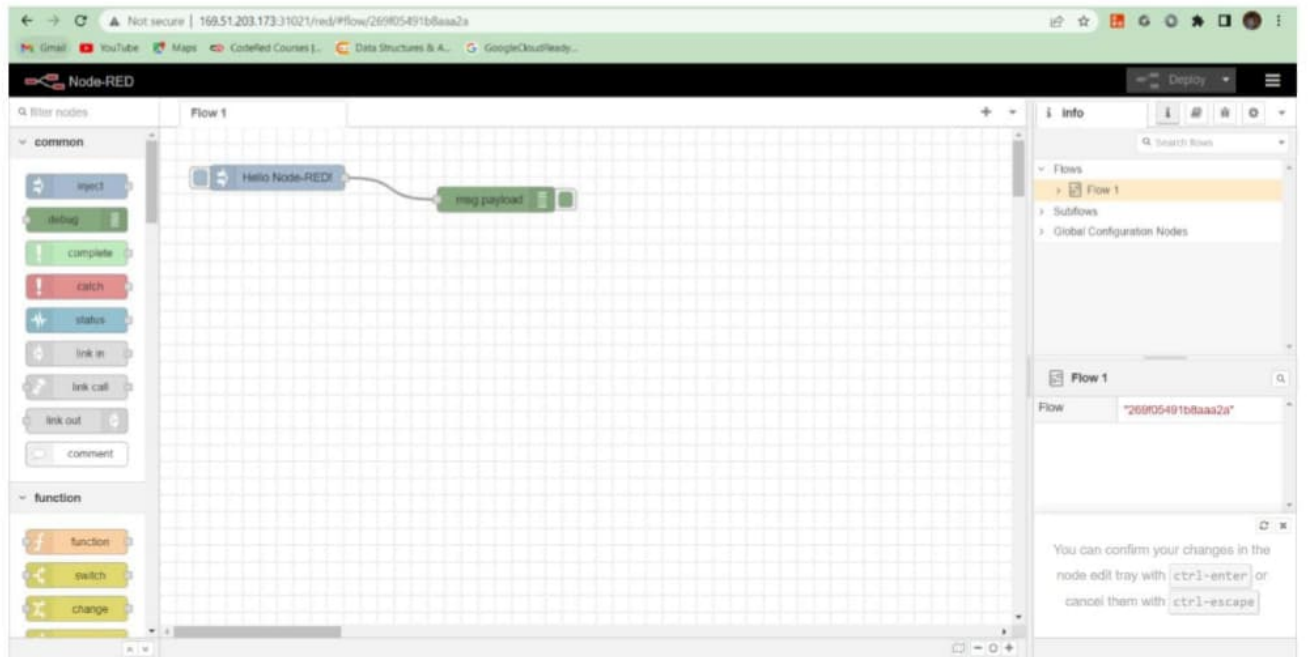 Not secure | 169.51.203.173:31021/red/#flow/269f05491b8aaa2a
Gmail YouTube Maps CodeRed Courses |... Data Structures & A... GoogleCloudReady...
Node-RED Deploy
filter nodes
Flow 1
i info
common
Search flows
inject
Hello Node-RED!
Flows
debug
msg.payload
Flow 1
complete
Subflows
catch
Global Configuration Nodes
status
link in
link call
link out
comment
Flow 1
Flow "269f05491b8aaa2a"
function
function
switch
change
You can confirm your changes in the
node edit tray with ctrl-enter or
cancel them with ctrl-escape